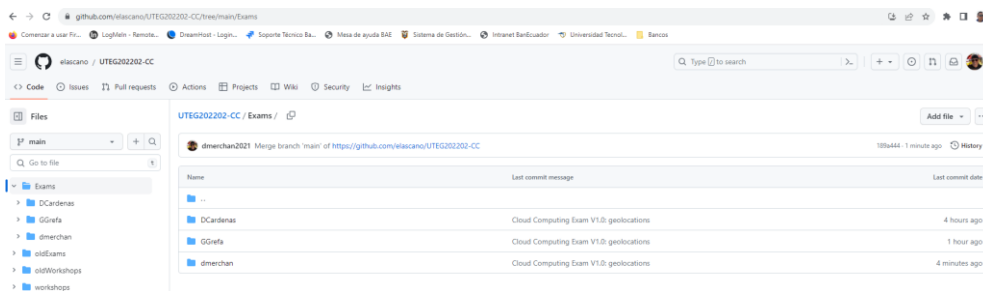 github.com/elascano/UTEG202202-CC/tree/main/Exams
Comenzar a usar Fir... LogMeIn - Remote... DreamHost - Login... Soporte Técnico Ba... Mesa de ayuda BAE Sistema de Gestión... Intranet BanEcuador Universidad Tecnol... Bancos
elascano / UTEG202202-CC
Type / to search
Code Issues Pull requests Actions Projects Wiki Security Insights
Files
UTEG202202-CC / Exams /
Add file
main
dmerchan2021 Merge branch 'main' of https://github.com/elascano/UTEG202202-CC
189a444 · 1 minute ago History
Go to file t
Name Last commit message Last commit date
Exams
..
DCardenas
GGrefa
dmerchan
oldExams
oldWorkshops
workshops
DCardenas Cloud Computing Exam V1.0: geolocations 4 hours ago
GGrefa Cloud Computing Exam V1.0: geolocations 1 hour ago
dmerchan Cloud Computing Exam V1.0: geolocations 4 minutes ago